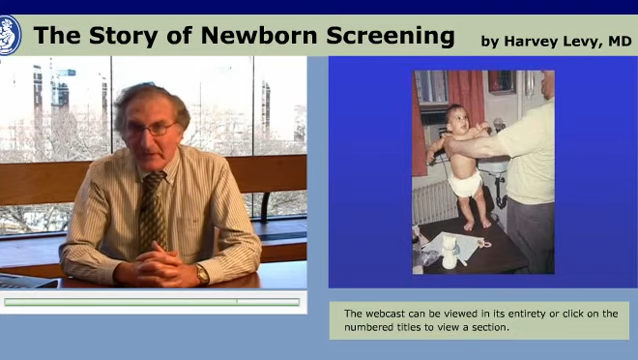 The Story of Newborn Screening
by Harvey Levy, MD
The webcast can be viewed in its entirety or click on the
numbered titles to view a section.